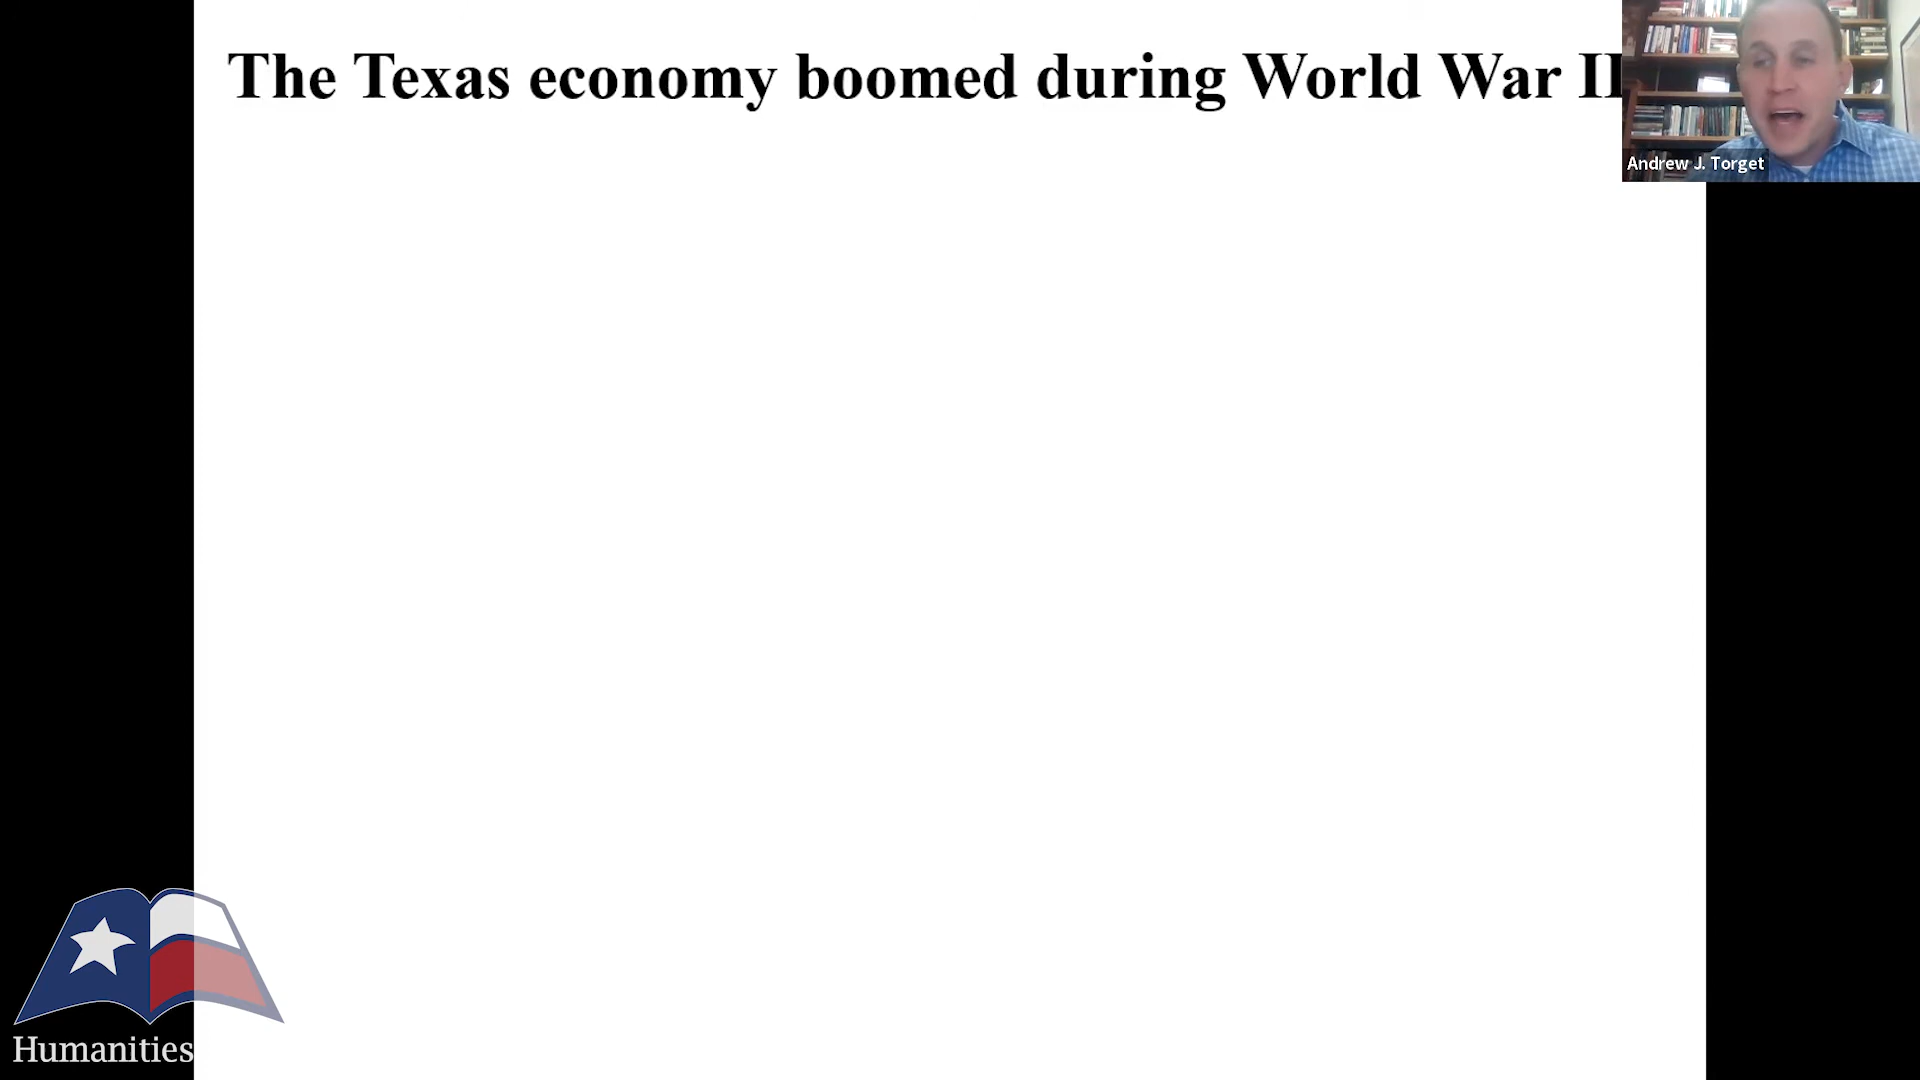 The Texas economy boomed during World War II
Andrew J. Torget
Humanities